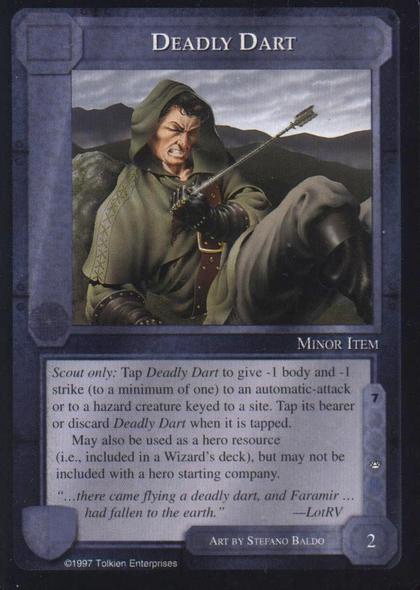 DEADLY DART
MINOR ITEM
Scout only: Tap Deadly Dart to give -1 body and -1
strike (to a minimum of one) to an automatic-attack
or to a hazard creature keyed to a site. Tap its bearer
or discard Deadly Dart when it is tapped.
May also be used as a hero resource
(i.e., included in a Wizard's deck), but may not be
included with a hero starting company.
7
"...there came flying a deadly dart, and Faramir ...
had fallen to the earth." —LotRV
ART BY STEFANO BALDO
2
©1997 Tolkien Enterprises